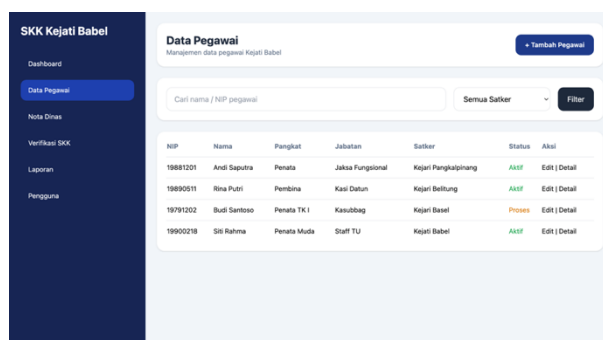 SKK Kejati Babel
Dashboard
Data Pegawai
Nota Dinas
Verifikasi SKK
Laporan
Pengguna
Data Pegawai
Manajemen data pegawai Kejati Babel
+ Tambah Pegawai
Cari nama / NIP pegawai
Semua Satker
Filter
NIP Nama Pangkat Jabatan Satker Status Aksi
19881201 Andi Saputra Penata Jaksa Fungsional Kejari Pangkalpinang Aktif Edit | Detail
19890511 Rina Putri Pembina Kasi Datun Kejari Belitung Aktif Edit | Detail
19791202 Budi Santoso Penata TK I Kasubbag Kejari Basel Proses Edit | Detail
19900218 Siti Rahma Penata Muda Staff TU Kejati Babel Aktif Edit | Detail